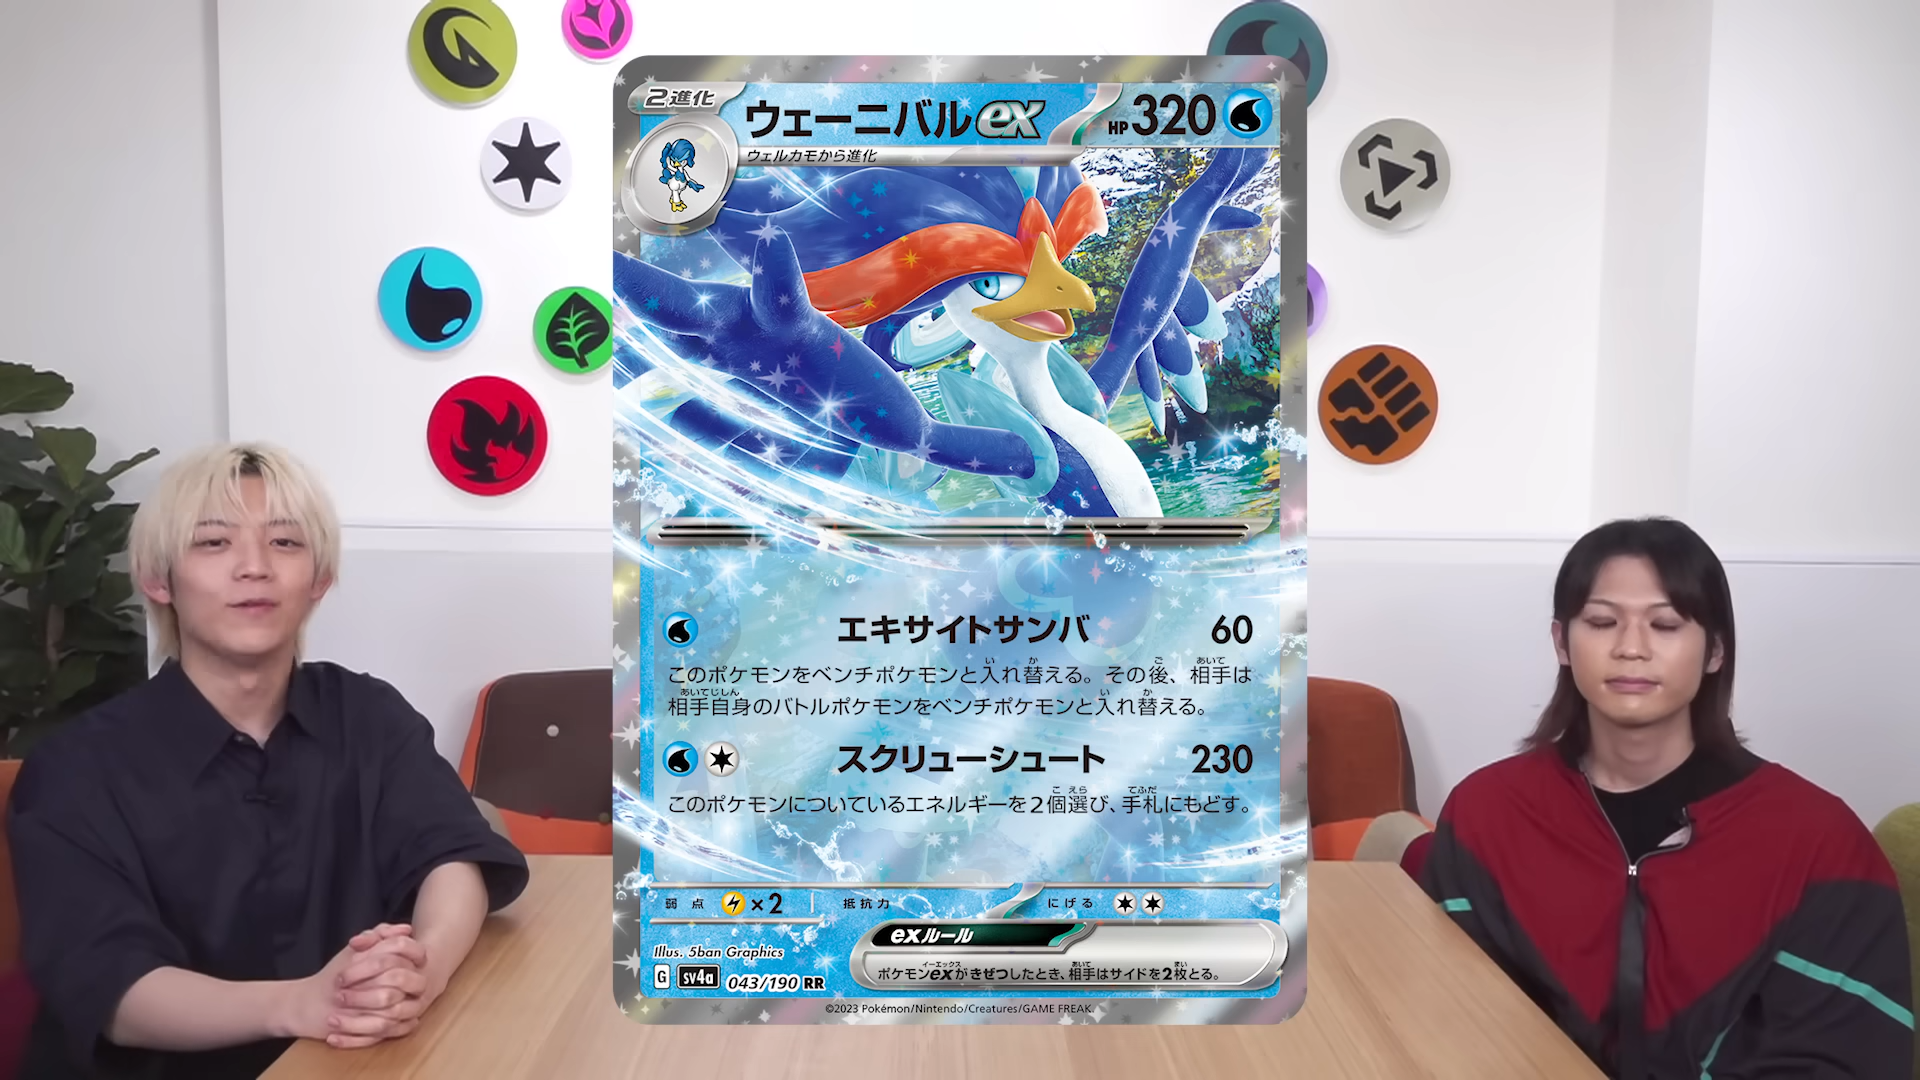 2進化
ウェーニバルex
HP320
ウェルカモから進化
エキサイトサンバ 60
このポケモンをベンチポケモンと入れ替える。その後、相手は
相手自身のバトルポケモンをベンチポケモンと入れ替える。
スクリューシュート 230
このポケモンについているエネルギーを2個選び、手札にもどす。
弱点 ×2 抵抗力 にげる
exルール
ポケモンexがきぜつしたとき、相手はサイドを2枚とる。
Illus. 5ban Graphics
G sv4a 043/190 RR
©2023 Pokémon/Nintendo/Creatures/GAME FREAK.